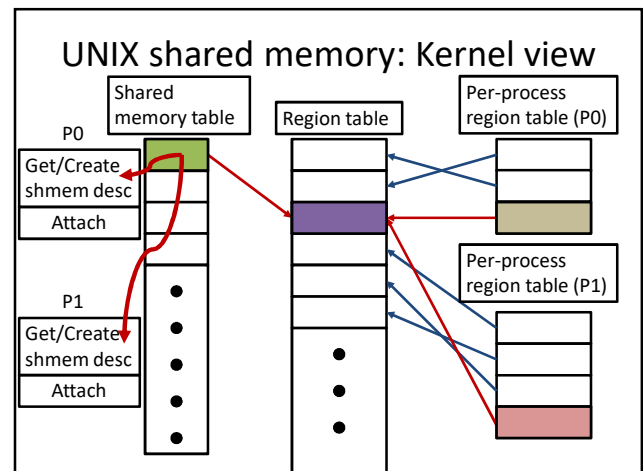 UNIX shared memory: Kernel view
Shared
memory table
Region table
Per-process
region table (P0)
P0
Get/Create
shmem desc
Attach
Per-process
region table (P1)
P1
Get/Create
shmem desc
Attach